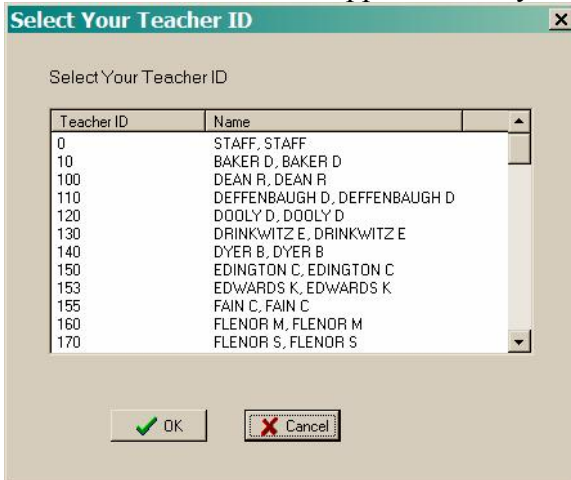 Select Your Teacher ID
Select Your Teacher ID
Teacher ID Name
0 STAFF, STAFF
10 BAKER D, BAKER D
100 DEAN R, DEAN R
110 DEFFENBAUGH D, DEFFENBAUGH D
120 DOOLY D, DOOLY D
130 DRINKWITZ E, DRINKWITZ E
140 DYER B, DYER B
150 EDINGTON C, EDINGTON C
153 EDWARDS K, EDWARDS K
155 FAIN C, FAIN C
160 FLENOR M, FLENOR M
170 FLENOR S, FLENOR S
OK Cancel